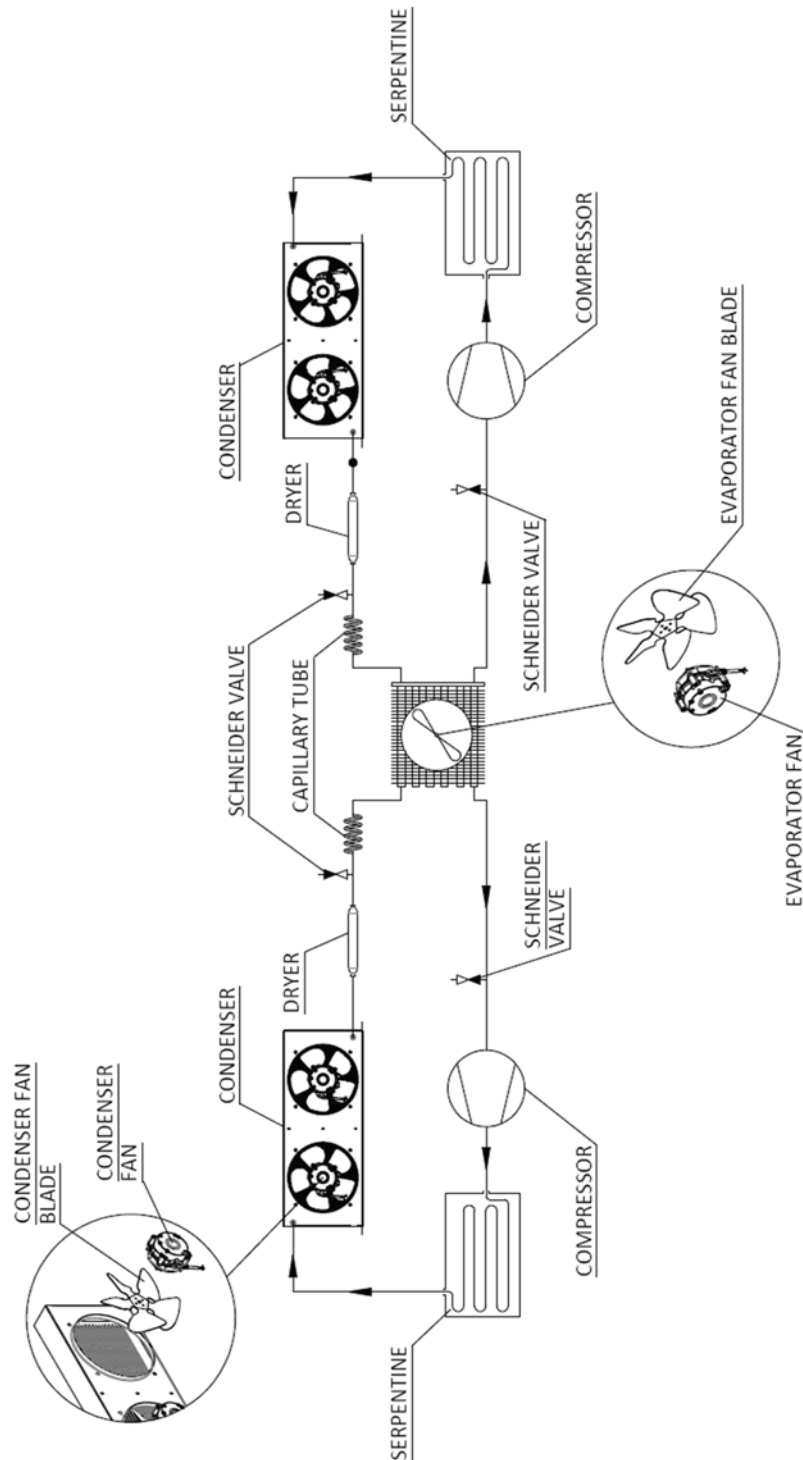 CONDENSER FAN
BLADE
CONDENSER
FAN
CONDENSER
DRYER
SCHNEIDER VALVE
CAPILLARY TUBE
DRYER
CONDENSER
SERPENTINE
SERPENTINE
COMPRESSOR
SCHNEIDER
VALVE
SCHNEIDER VALVE
COMPRESSOR
EVAPORATOR FAN
EVAPORATOR FAN BLADE